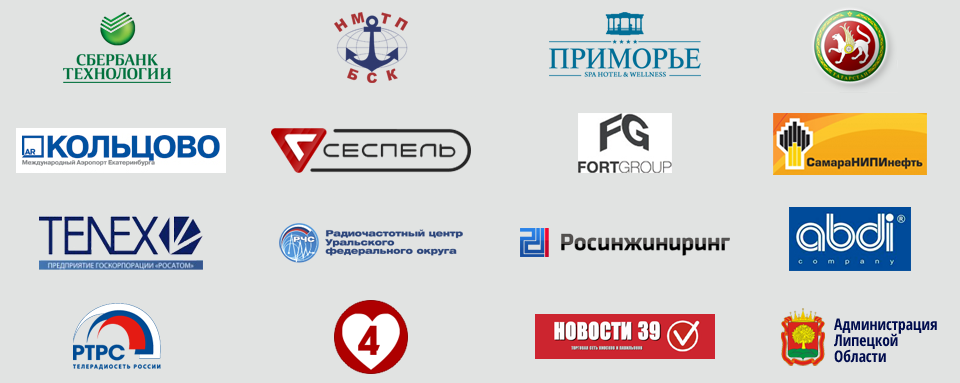 СБЕРБАНК
ТЕХНОЛОГИИ
НМТП
БСК
★★★★
ПРИМОРЬЕ
SPA HOTEL & WELLNESS
ТАТАРСТАН
AR КОЛЬЦОВО
Международный Аэропорт Екатеринбурга
СЕСПЕЛЬ
FG
FORTGROUP
САМАРАНИПИнефть
TENEX
ПРЕДПРИЯТИЕ ГОСКОРПОРАЦИИ «РОСАТОМ»
РЧС
Радиочастотный центр
Уральского
федерального округа
Росинжиниринг
abdi®
company
РТРС
ТЕЛЕРАДИОСЕТЬ РОССИИ
4
НОВОСТИ 39
Администрация
Липецкой
Области